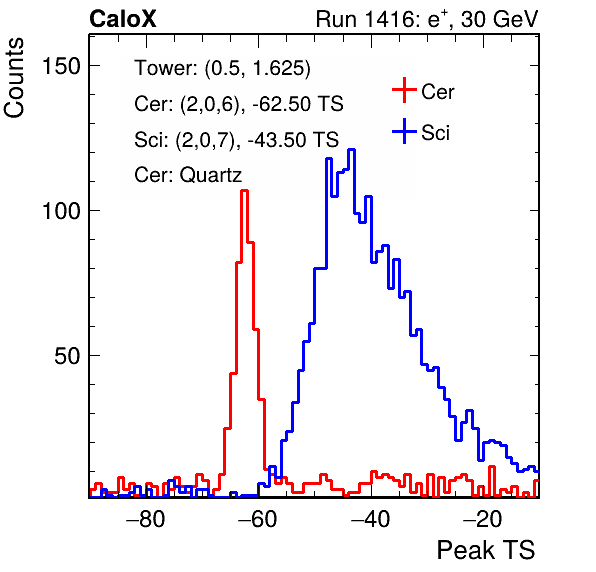 CaloX Run 1416: e⁺, 30 GeV
Counts
Tower: (0.5, 1.625)
Cer: (2,0,6), -62.50 TS
Sci: (2,0,7), -43.50 TS
Cer: Quartz
Cer
Sci
150
100
50
−80 −60 −40 −20
Peak TS